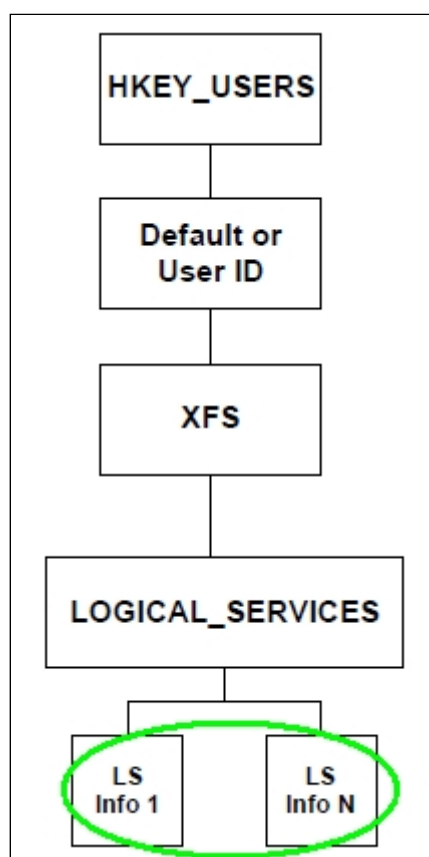 HKEY_USERS
Default or
User ID
XFS
LOGICAL_SERVICES
LS
Info 1
LS
Info N